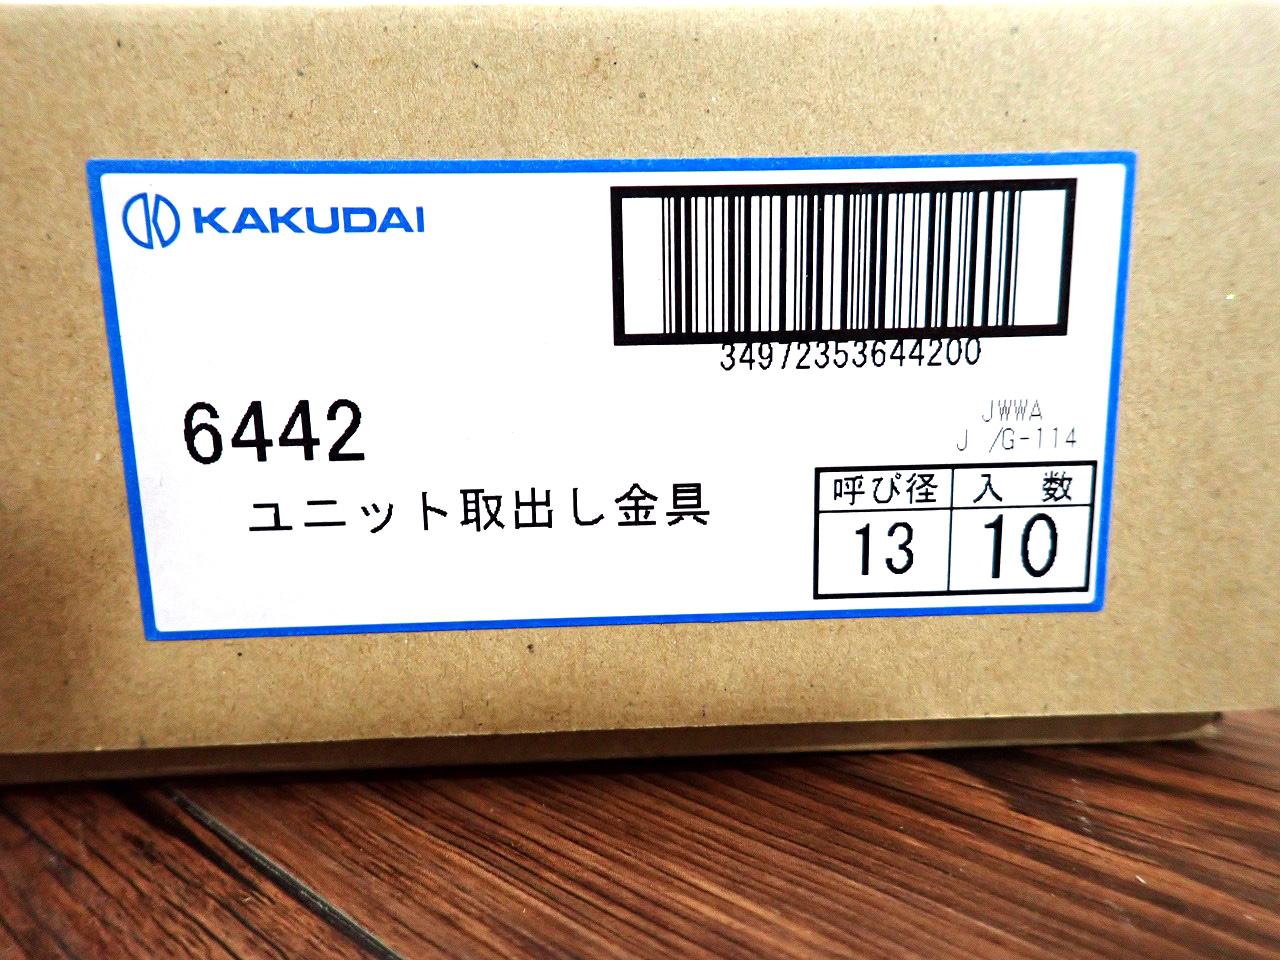 KAKUDAI
34972353644200
6442
JWWA
J /G-114
ユニット取出し金具
呼び径 入 数
13 10